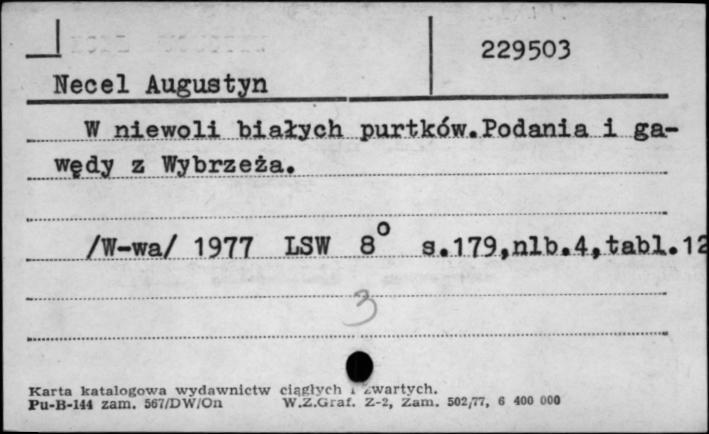 229503
Necel Augustyn
W niewoli białych purtków.Podania i ga-
wędy z Wybrzeża.
/W-wa/ 1977 LSW 8° s.179,nlb.4,tabl.12
3
Karta katalogowa wydawnictw ciągłych i zwartych.
Pu-B-144 zam. 567/DW/On W.Z.Graf. Z-2, Zam. 502/77, 6 400 000